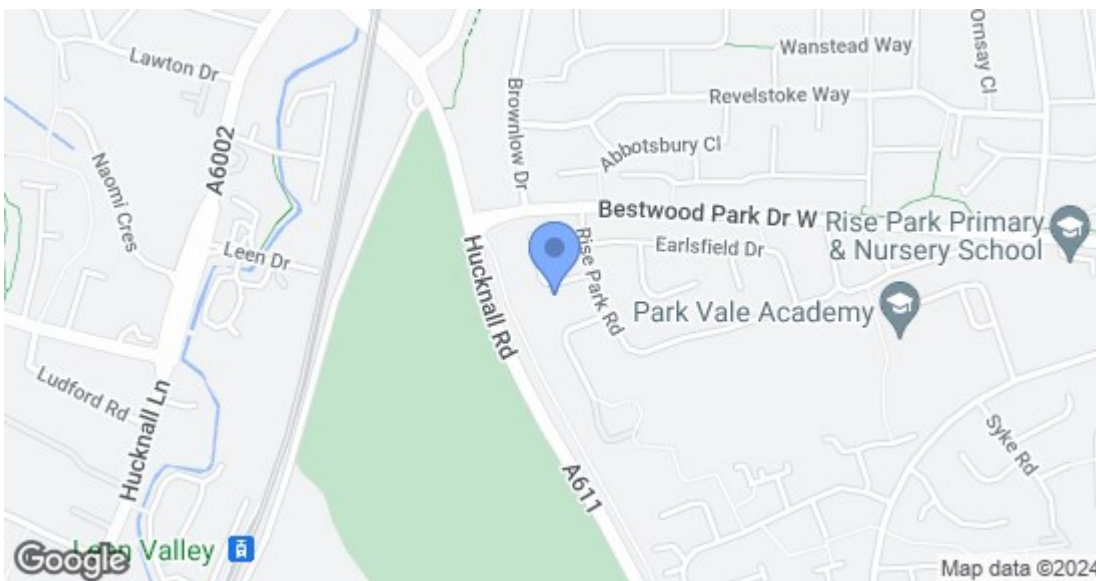 Lawton Dr
A6002
Naomi Cres
Leen Dr
Ludford Rd
Hucknall Ln
Leen Valley
Google
Wanstead Way
Ornsay Cl
Revelstoke Way
Brownlow Dr
Abbotsbury Cl
Bestwood Park Dr W
Rise Park Primary
& Nursery School
Earlsfield Dr
Rise Park Rd
Hucknall Rd
Park Vale Academy
A611
Syke Rd
Map data ©2024